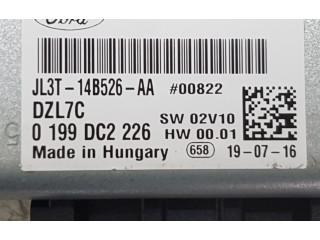 Ford
JL3T-14B526-AA #00822
DZL7C SW 02V10
0 199 DC2 226 HW 00.01
Made in Hungary 658 19-07-16